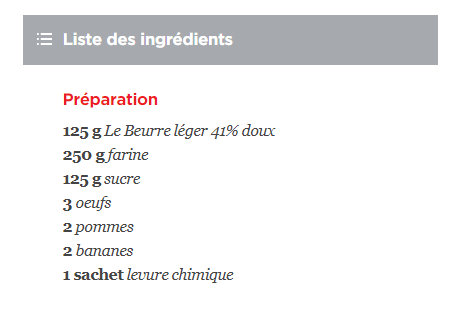 Liste des ingrédients
Préparation
125 g Le Beurre léger 41% doux
250 g farine
125 g sucre
3 oeufs
2 pommes
2 bananes
1 sachet levure chimique